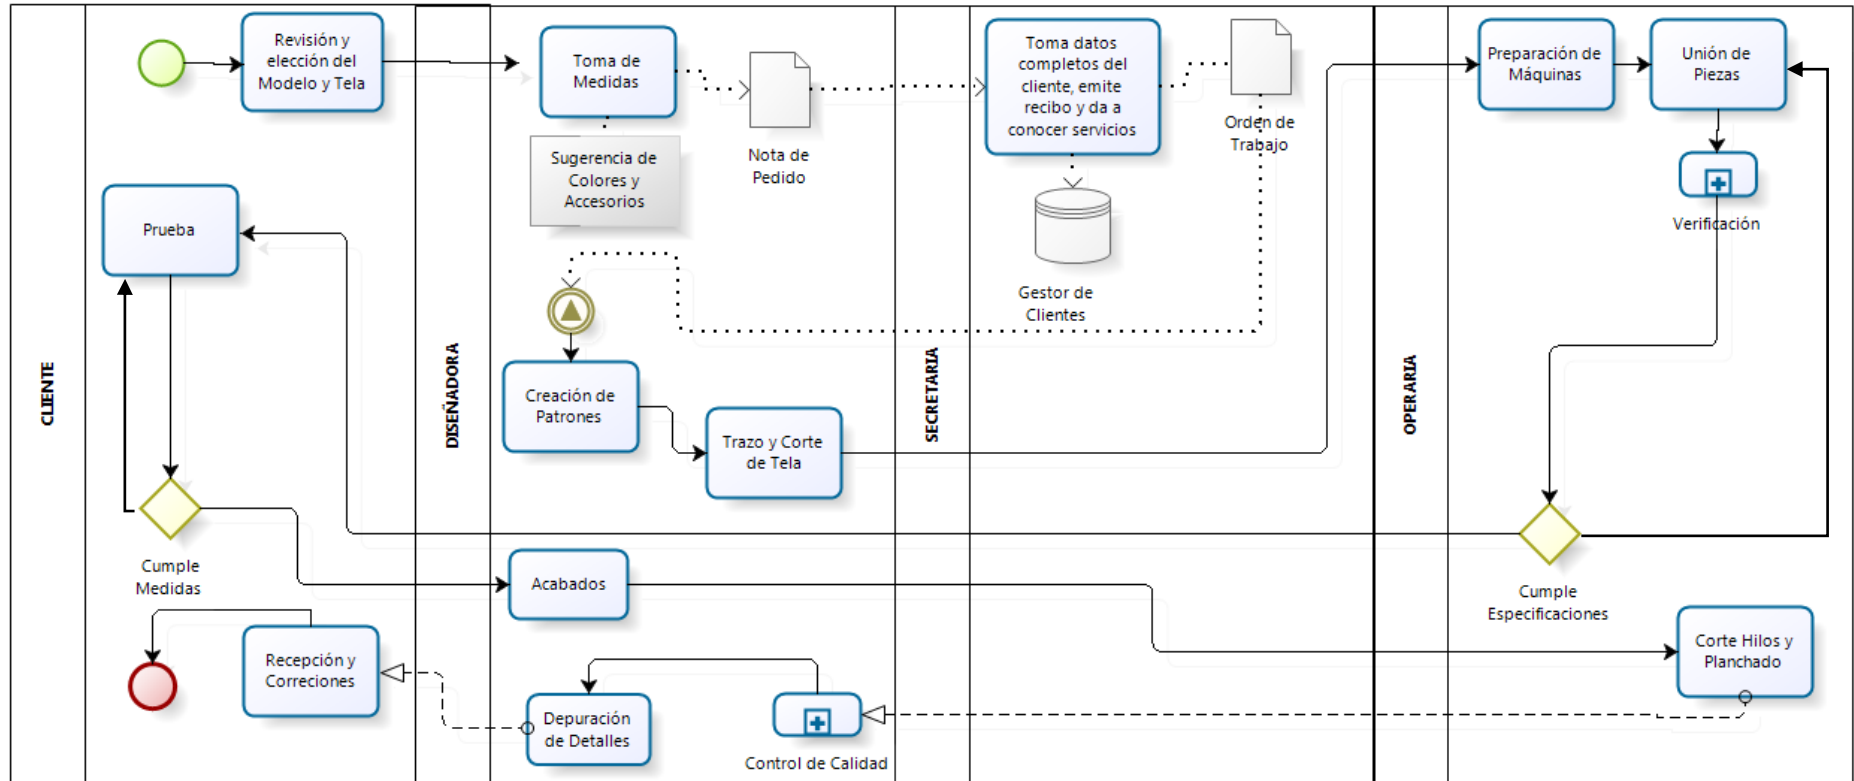 CLIENTE
Revisión y
elección del
Modelo y Tela
Prueba
Cumple
Medidas
Recepción y
Correciones
DISEÑADORA
Toma de
Medidas
Sugerencia de
Colores y
Accesorios
Nota de
Pedido
Creación de
Patrones
Trazo y Corte
de Tela
Acabados
Depuración
de Detalles
Control de Calidad
SECRETARIA
Toma datos
completos del
cliente, emite
recibo y da a
conocer servicios
Orden de
Trabajo
Gestor de
Clientes
OPERARIA
Preparación de
Máquinas
Unión de
Piezas
Verificación
Cumple
Especificaciones
Corte Hilos y
Planchado